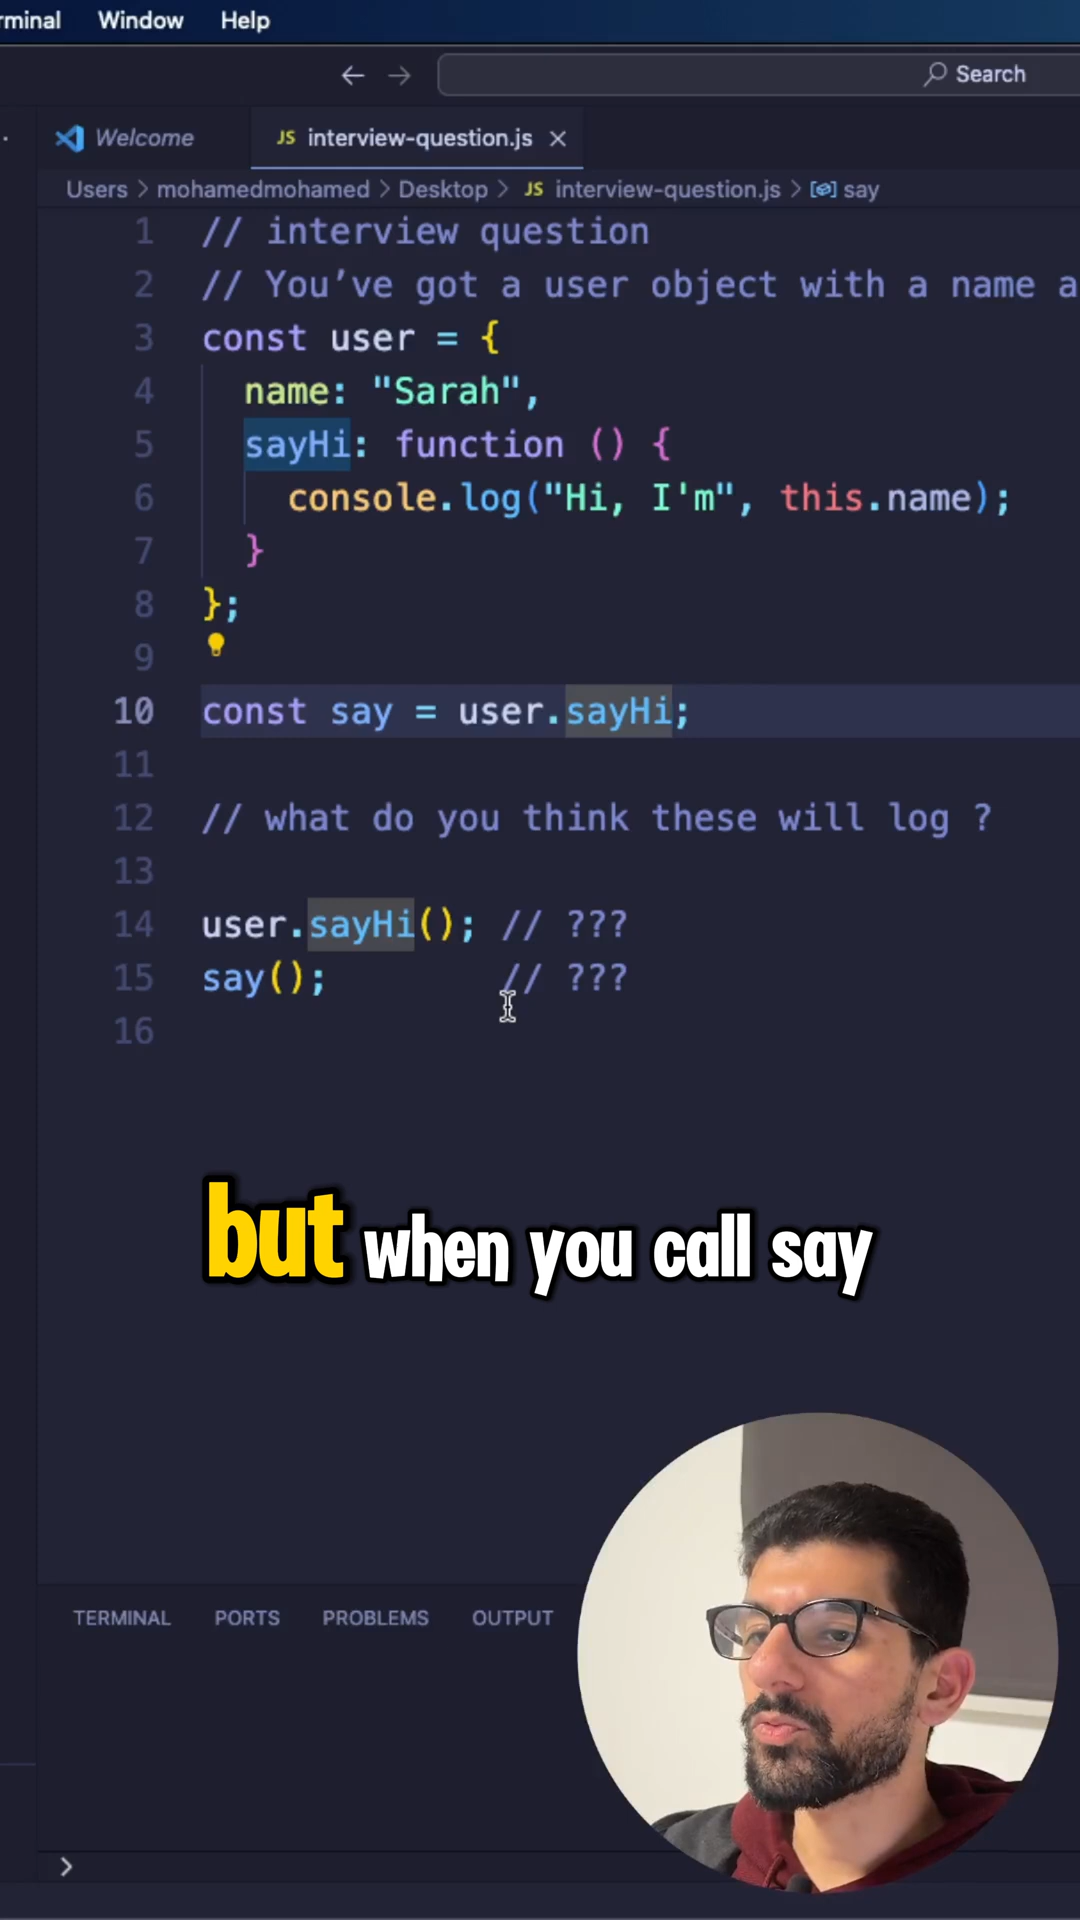 rminal Window Help
Search
Welcome JS interview-question.js
Users > mohamedmohamed > Desktop > JS interview-question.js > say
1 // interview question
2 // You’ve got a user object with a name a
3 const user = {
4 name: "Sarah",
5 sayHi: function () {
6 console.log("Hi, I'm", this.name);
7 }
8 };
9
10 const say = user.sayHi;
11
12 // what do you think these will log ?
13
14 user.sayHi(); // ???
15 say(); // ???
16
but when you call say
TERMINAL PORTS PROBLEMS OUTPUT
>